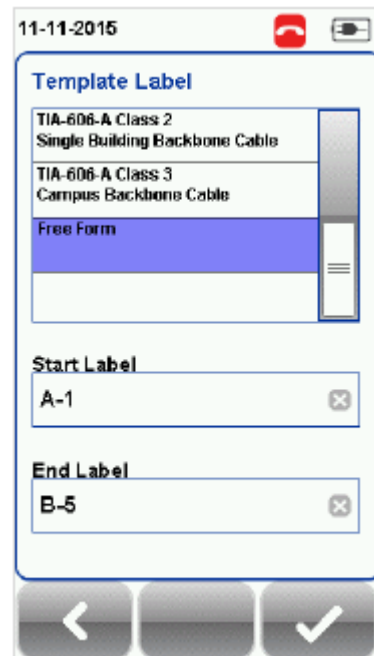 11-11-2015
Template Label
TIA-606-A Class 2
Single Building Backbone Cable
TIA-606-A Class 3
Campus Backbone Cable
Free Form
Start Label
A-1
End Label
B-5